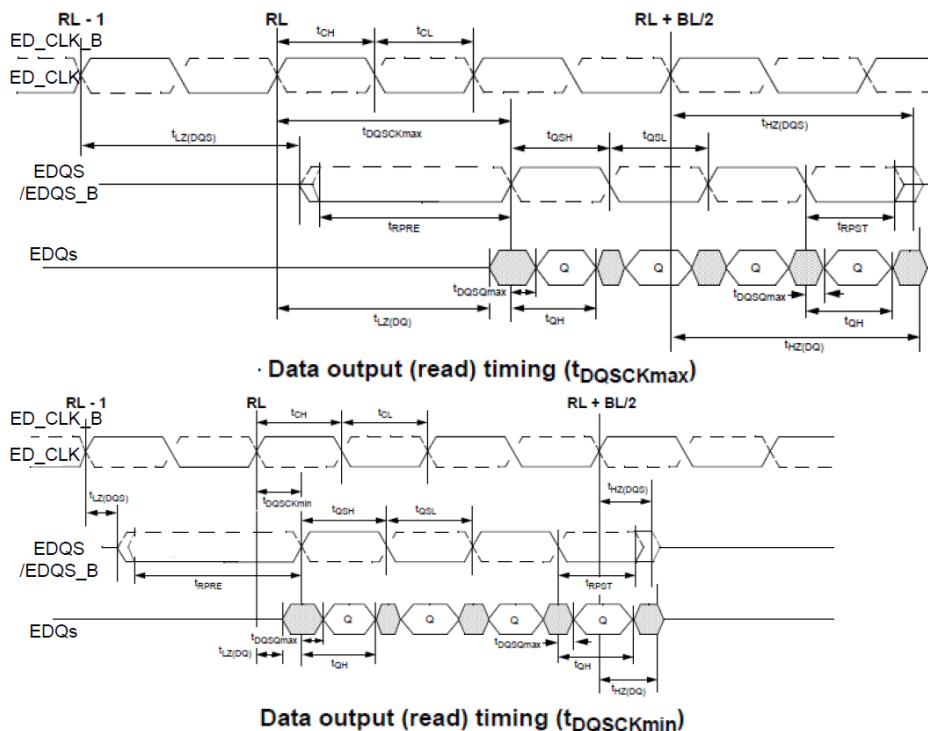 RL - 1 RL RL + BL/2
ED_CLK_B
ED_CLK
tCH tCL
tLZ(DQS) tDQSCKmax tHZ(DQS)
tQSH tQSL
EDQS
/EDQS_B
tRPRE tRPST
EDQs
Q Q Q Q
tDQSQmax tDQSQmax
tLZ(DQ) tQH tQH
tHZ(DQ)
· Data output (read) timing (tDQSCKmax)
RL - 1 RL RL + BL/2
ED_CLK_B
ED_CLK
tCH tCL
tLZ(DQS) tDQSCKmin tHZ(DQS)
tQSH tQSL
EDQS
/EDQS_B
tRPRE tRPST
EDQs
Q Q Q Q
tDQSQmax tDQSQmax
tLZ(DQ) tQH tQH
tHZ(DQ)
Data output (read) timing (tDQSCKmin)